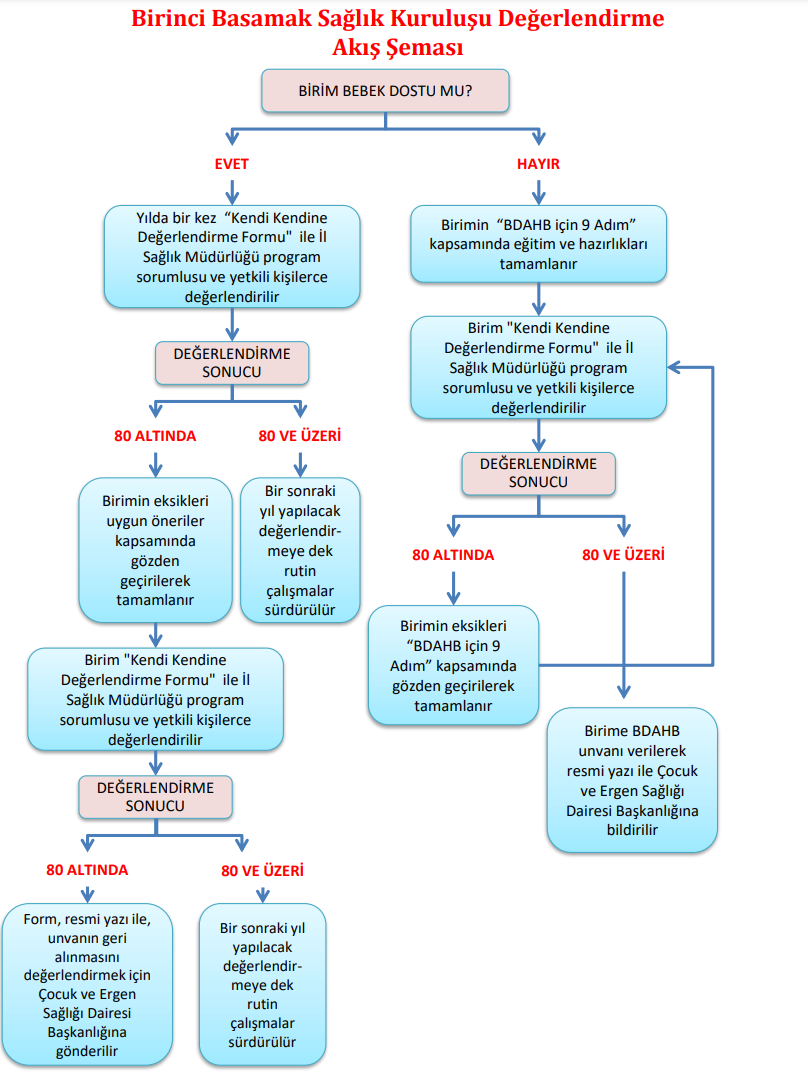 Birinci Basamak Sağlık Kuruluşu Değerlendirme
Akış Şeması
BİRİM BEBEK DOSTU MU?
EVET
HAYIR
Yılda bir kez “Kendi Kendine
Değerlendirme Formu" ile İl
Sağlık Müdürlüğü program
sorumlusu ve yetkili kişilerce
değerlendirilir
DEĞERLENDİRME
SONUCU
80 ALTINDA
80 VE ÜZERİ
Birimin eksikleri
uygun öneriler
kapsamında
gözden
geçirilerek
tamamlanır
Bir sonraki
yıl yapılacak
değerlendir-
meye dek
rutin
çalışmalar
sürdürülür
Birim "Kendi Kendine
Değerlendirme Formu" ile İl
Sağlık Müdürlüğü program
sorumlusu ve yetkili kişilerce
değerlendirilir
DEĞERLENDİRME
SONUCU
80 ALTINDA
80 VE ÜZERİ
Form, resmi yazı ile,
unvanın geri
alınmasını
değerlendirmek için
Çocuk ve Ergen
Sağlığı Dairesi
Başkanlığına
gönderilir
Bir sonraki yıl
yapılacak
değerlendir-
meye dek
rutin
çalışmalar
sürdürülür
Birimin “BDAHB için 9 Adım”
kapsamında eğitim ve hazırlıkları
tamamlanır
Birim "Kendi Kendine
Değerlendirme Formu" ile İl
Sağlık Müdürlüğü program
sorumlusu ve yetkili kişilerce
değerlendirilir
DEĞERLENDİRME
SONUCU
80 ALTINDA
80 VE ÜZERİ
Birimin eksikleri
“BDAHB için 9
Adım” kapsamında
gözden geçirilerek
tamamlanır
Birime BDAHB
unvanı verilerek
resmi yazı ile Çocuk
ve Ergen Sağlığı
Dairesi Başkanlığına
bildirilir